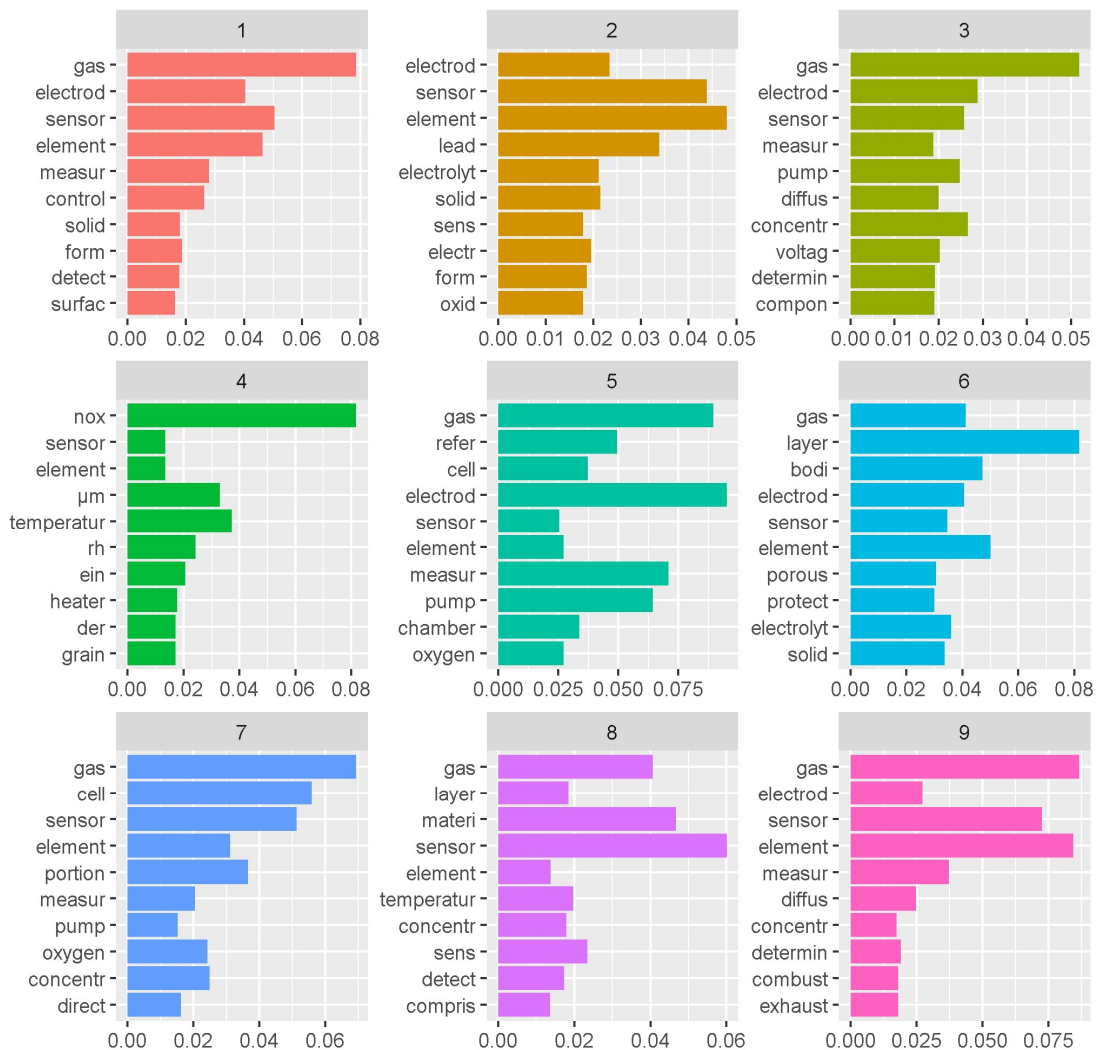 1
gas
electrod
sensor
element
measur
control
solid
form
detect
surfac
0.00 0.02 0.04 0.06 0.08
2
electrod
sensor
element
lead
electrolyt
solid
sens
electr
form
oxid
0.00 0.01 0.02 0.03 0.04 0.05
3
gas
electrod
sensor
measur
pump
diffus
concentr
voltag
determin
compon
0.00 0.01 0.02 0.03 0.04 0.05
4
nox
sensor
element
µm
temperatur
rh
ein
heater
der
grain
0.00 0.02 0.04 0.06 0.08
5
gas
refer
cell
electrod
sensor
element
measur
pump
chamber
oxygen
0.000 0.025 0.050 0.075
6
gas
layer
bodi
electrod
sensor
element
porous
protect
electrolyt
solid
0.00 0.02 0.04 0.06 0.08
7
gas
cell
sensor
element
portion
measur
pump
oxygen
concentr
direct
0.00 0.02 0.04 0.06
8
gas
layer
materi
sensor
element
temperatur
concentr
sens
detect
compris
0.00 0.02 0.04 0.06
9
gas
electrod
sensor
element
measur
diffus
concentr
determin
combust
exhaust
0.000 0.025 0.050 0.075